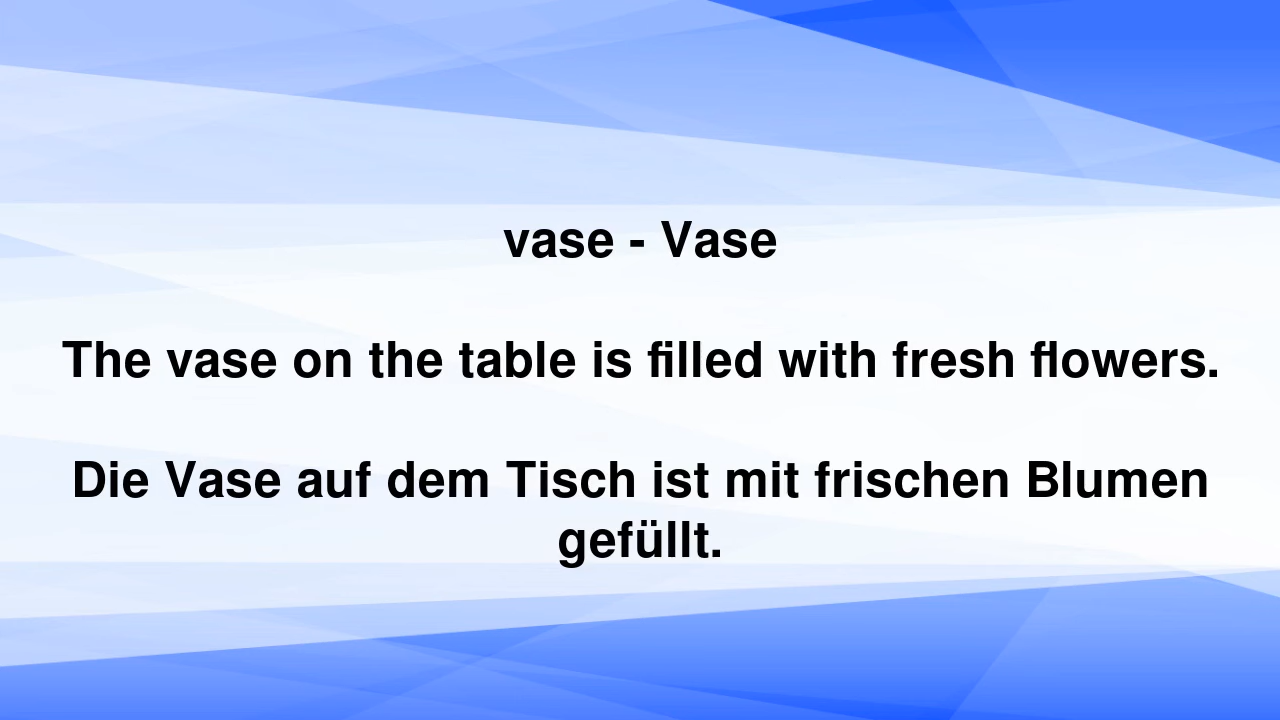 vase - Vase
The vase on the table is filled with fresh flowers.
Die Vase auf dem Tisch ist mit frischen Blumen
gefüllt.